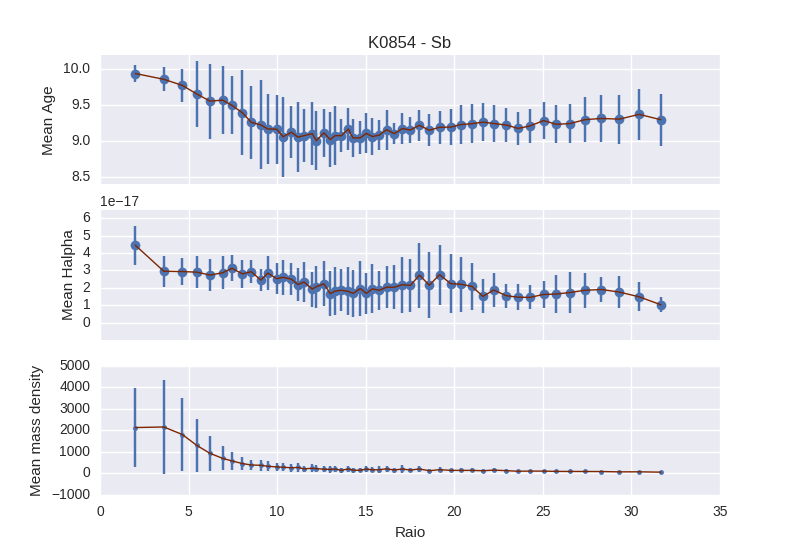 K0854 - Sb
Mean Age
10.0
9.5
9.0
8.5
1e−17
Mean Halpha
6
5
4
3
2
1
0
Mean mass density
5000
4000
3000
2000
1000
0
−1000
0 5 10 15 20 25 30 35
Raio